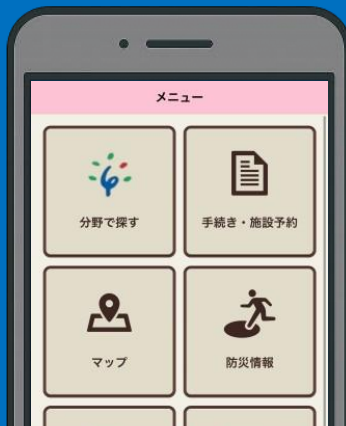 メニュー
分野で探す
手続き・施設予約
マップ
防災情報